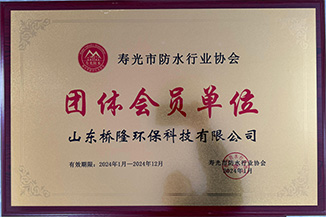 寿光市防水行业协会
团体会员单位
山东桥隆环保科技有限公司
有效期限：2024年1月—2024年12月
寿光市防水行业协会
2024年1月